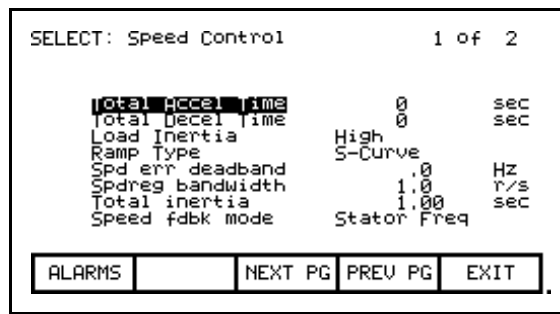 SELECT: Speed Control 1 of 2
Total Accel Time 0 sec
Total Decel Time 0 sec
Load Inertia High
Ramp Type S-Curve
Spd err deadband .0 Hz
Spdreg bandwidth 1.0 r/s
Total inertia 1.00 sec
Speed fdbk mode Stator Freq
ALARMS NEXT PG PREV PG EXIT
.